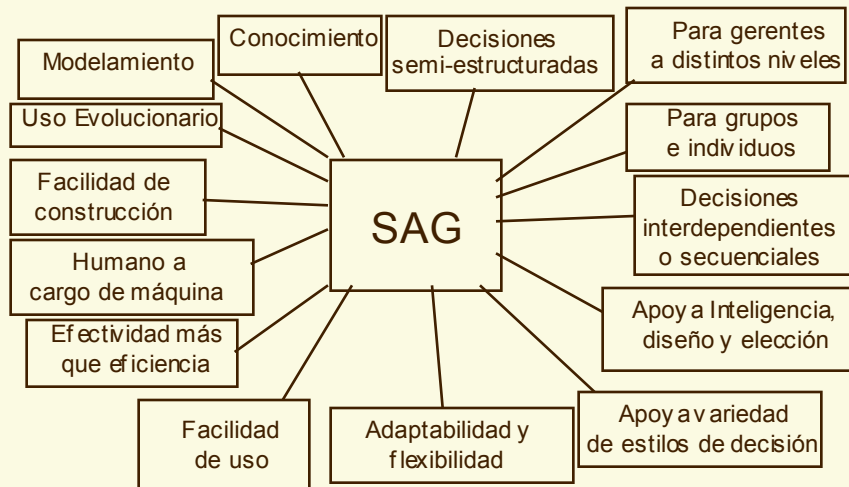 Conocimiento
Decisiones
semi-estructuradas
Para gerentes
a distintos niveles
Modelamiento
Uso Evolucionario
Para grupos
e individuos
Facilidad de
construcción
SAG
Decisiones
interdependientes
o secuenciales
Humano a
cargo de máquina
Apoya Inteligencia,
diseño y elección
Efectividad más
que eficiencia
Facilidad
de uso
Adaptabilidad y
flexibilidad
Apoya variedad
de estilos de decisión